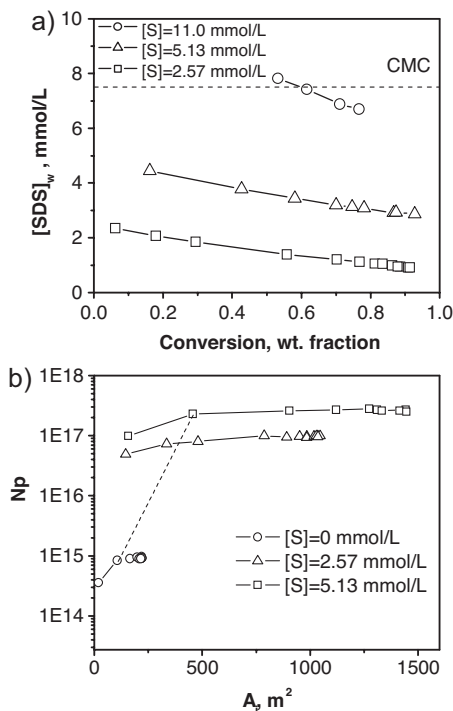 a)
10
8
6
4
2
0
[SDS]w , mmol/L
[S]=11.0 mmol/L
[S]=5.13 mmol/L
[S]=2.57 mmol/L
CMC
0.0 0.2 0.4 0.6 0.8 1.0
Conversion, wt. fraction
b)
1E18
1E17
1E16
1E15
1E14
Np
[S]=0 mmol/L
[S]=2.57 mmol/L
[S]=5.13 mmol/L
0 500 1000 1500
m²